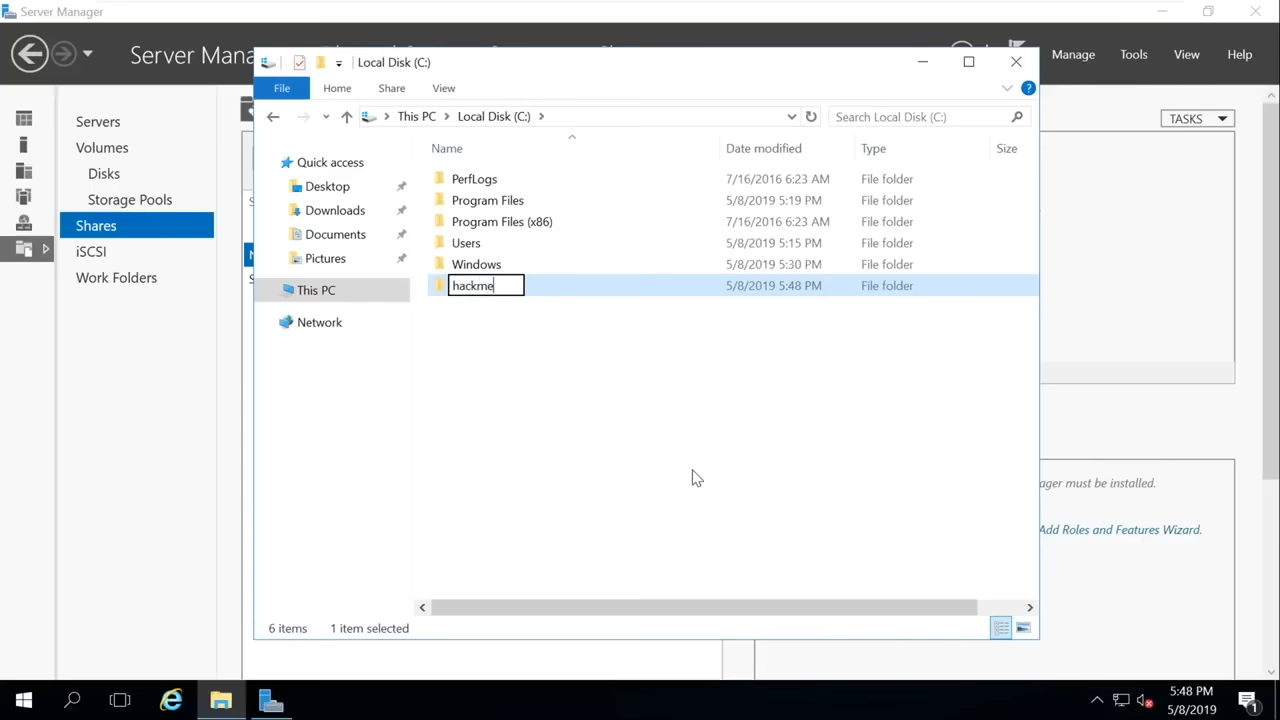 Server Manager
Server Mana
Manage
Tools
View
Help
Local Disk (C:)
File
Home
Share
View
This PC
Local Disk (C:)
Search Local Disk (C:)
TASKS
Servers
Volumes
Disks
Storage Pools
Shares
iSCSI
Work Folders
Quick access
Desktop
Downloads
Documents
Pictures
This PC
Network
Name Date modified Type Size
PerfLogs 7/16/2016 6:23 AM File folder
Program Files 5/8/2019 5:19 PM File folder
Program Files (x86) 7/16/2016 6:23 AM File folder
Users 5/8/2019 5:15 PM File folder
Windows 5/8/2019 5:30 PM File folder
hackme 5/8/2019 5:48 PM File folder
ager must be installed.
Add Roles and Features Wizard.
6 items 1 item selected
5:48 PM
5/8/2019
1